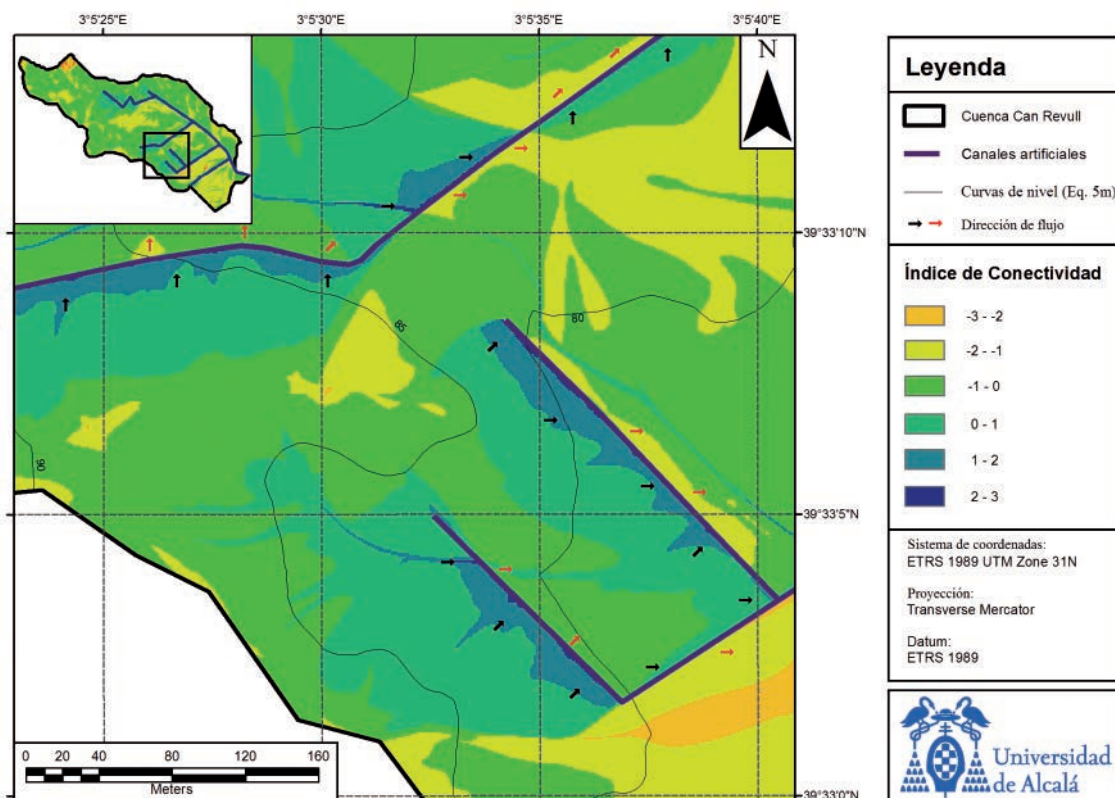 3°5'25"E
3°5'30"E
3°5'35"E
3°5'40"E
N
39°33'10"N
39°33'5"N
39°33'0"N
85
80
90
0 20 40 80 120 160
Meters
Leyenda
Cuenca Can Revull
Canales artificiales
Curvas de nivel (Eq. 5m)
Dirección de flujo
Índice de Conectividad
-3 - -2
-2 - -1
-1 - 0
0 - 1
1 - 2
2 - 3
Sistema de coordenadas:
ETRS 1989 UTM Zone 31N
Proyección:
Transverse Mercator
Datum:
ETRS 1989
Universidad
de Alcalá